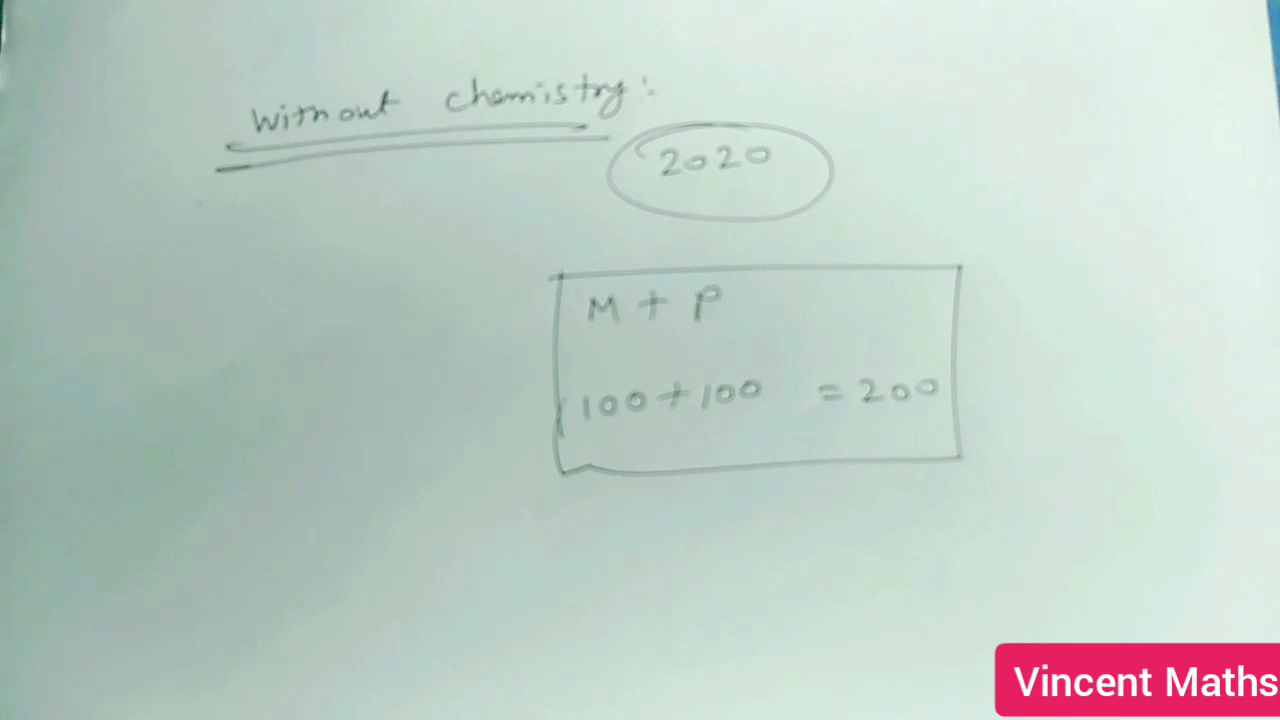 Without chemistry:
2020
M + P
100 + 100 = 200
Vincent Maths